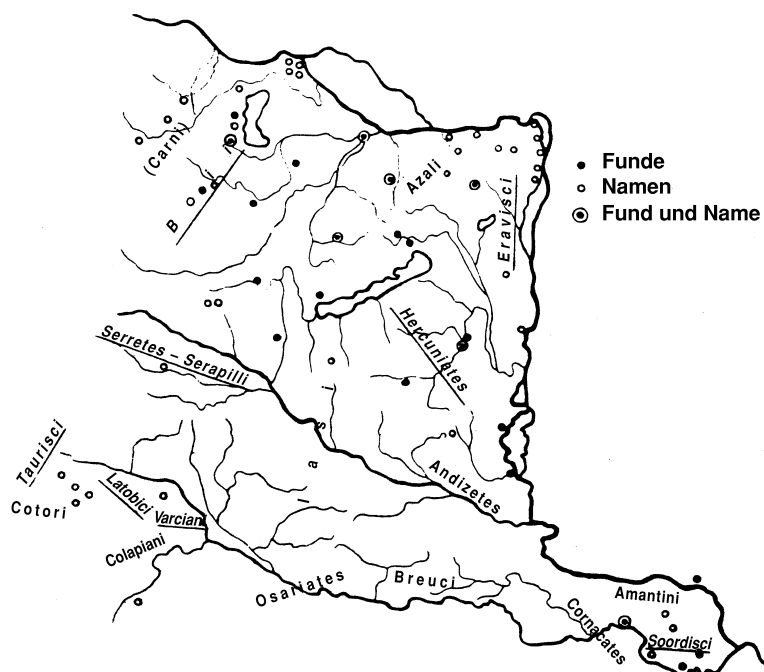 Funde
Namen
Fund und Name
(Carni)
B i i
Azali
Eravisci
Hercuniates
Serretes – Serapilli
I a s i
Taurisci
Cotori
Latobici
Varciani
Colapiani
Andizetes
Osariates
Breuci
Cornacates
Amantini
Soordisci